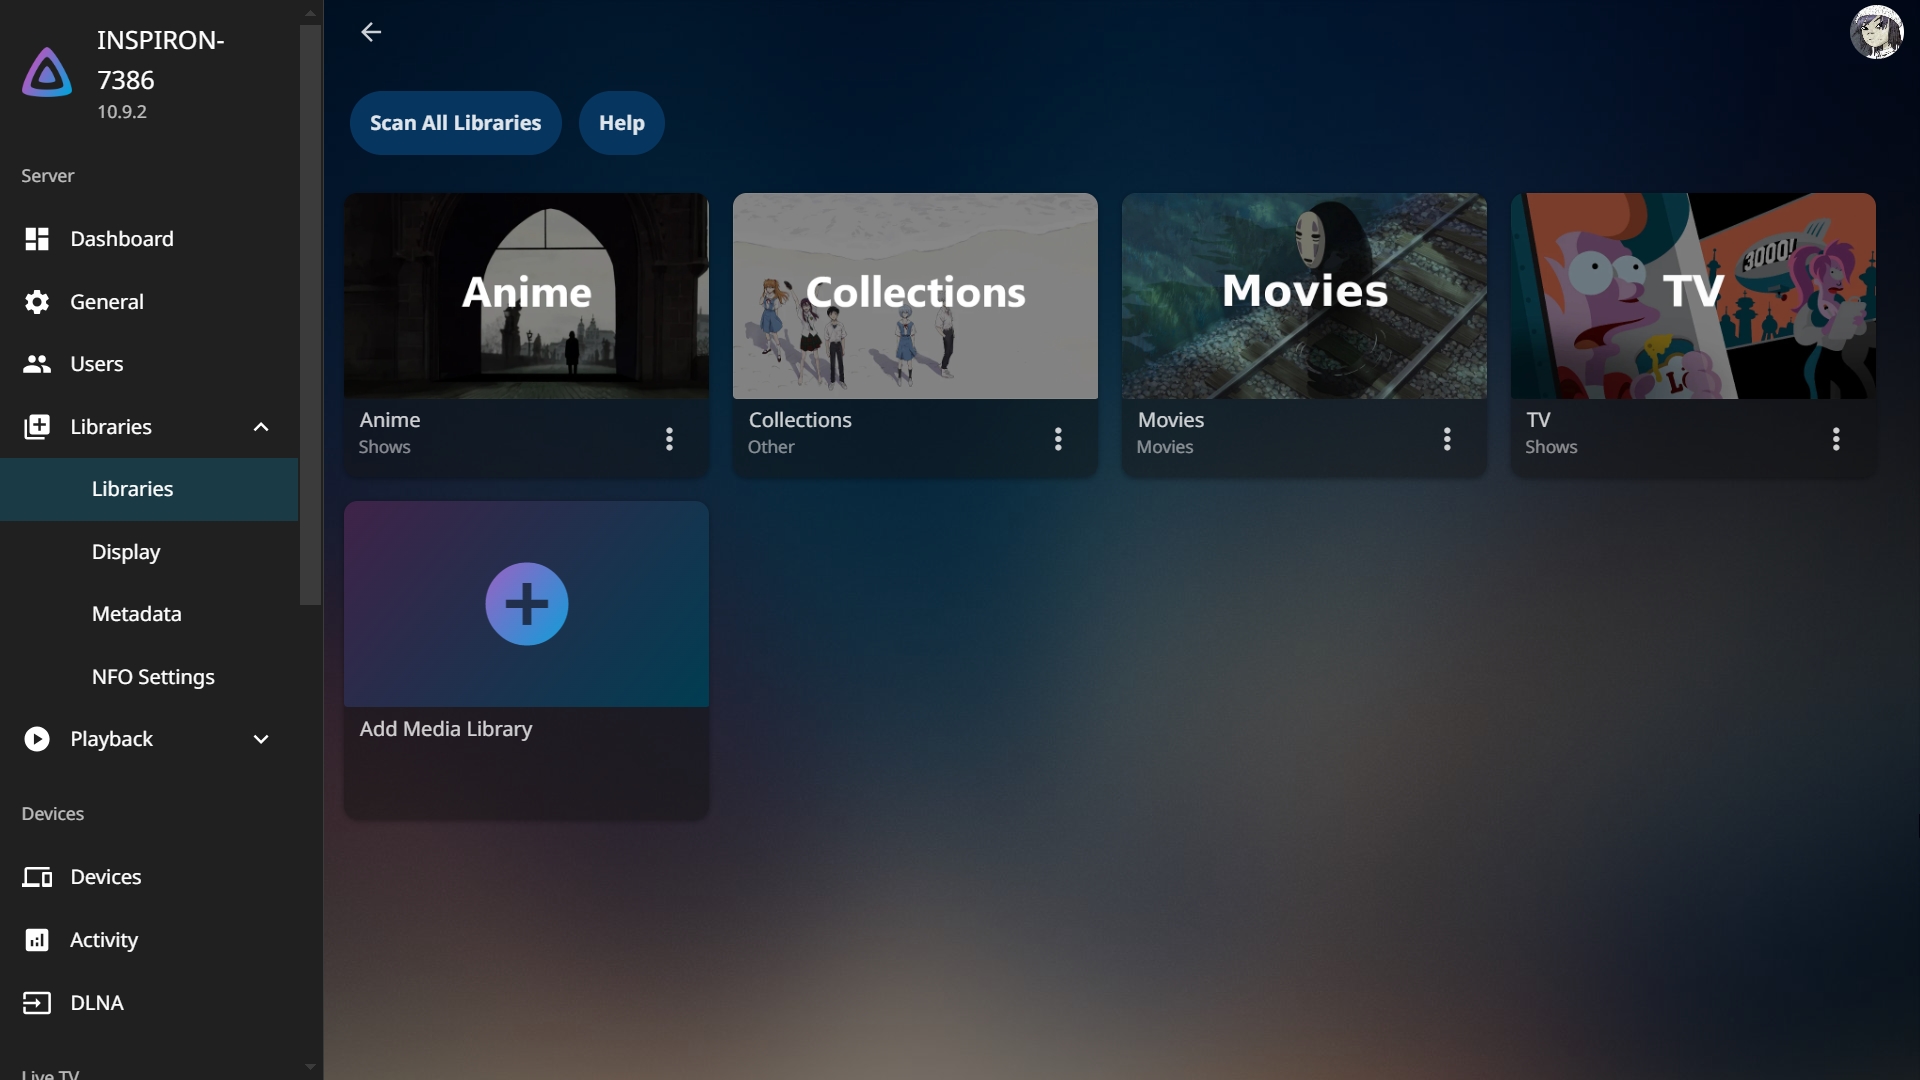 INSPIRON-
7386
10.9.2
Server
Dashboard
General
Users
Libraries
Libraries
Display
Metadata
NFO Settings
Playback
Devices
Devices
Activity
DLNA
Live TV
Scan All Libraries
Help
Anime
Anime
Shows
Collections
Collections
Other
Movies
Movies
Movies
3000!
TV
TV
Shows
Add Media Library